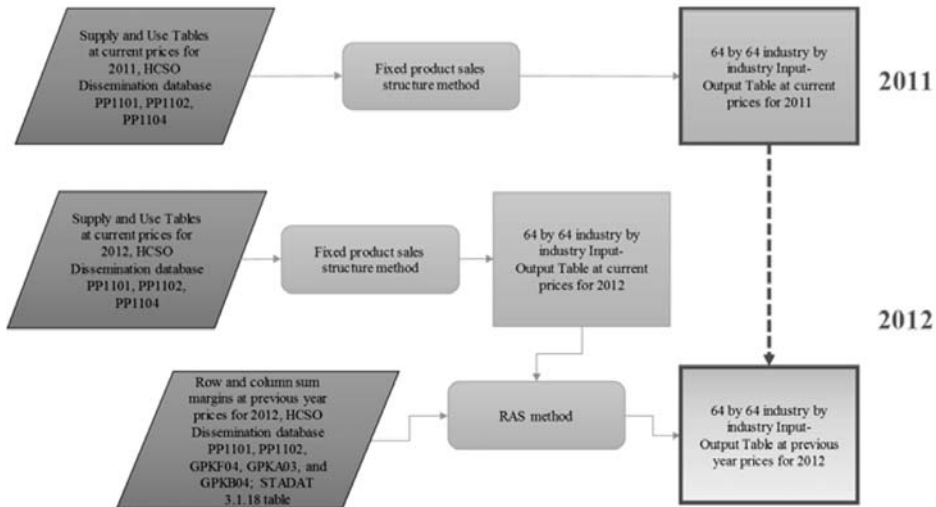 Supply and Use Tables
at current prices for
2011, HCSO
Dissemination database
PP1101, PP1102,
PP1104
Fixed product sales
structure method
64 by 64 industry by
industry Input-
Output Table at current
prices for 2011
2011
Supply and Use Tables
at current prices for
2012, HCSO
Dissemination database
PP1101, PP1102,
PP1104
Fixed product sales
structure method
64 by 64 industry by
industry Input-
Output Table at current
prices for 2012
2012
Row and column sum
margins at previous year
prices for 2012, HCSO
Dissemination database
PP1101, PP1102,
GPKF04, GPKA03, and
GPKB04; STADAT
3.1.18 table
RAS method
64 by 64 industry by
industry Input-
Output Table at previous
year prices for 2012